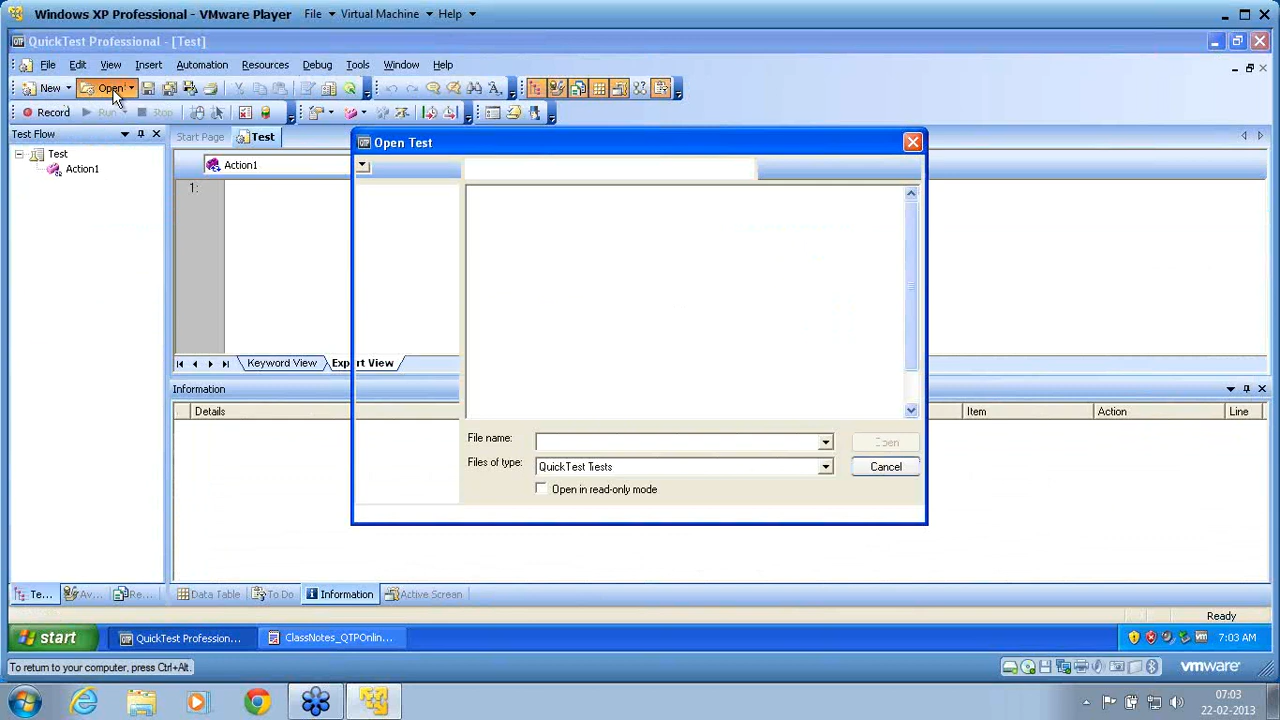 Windows XP Professional - VMware Player File Virtual Machine Help
QuickTest Professional - [Test]
File Edit View Insert Automation Resources Debug Tools Window Help
New Open
Record Run Stop
Test Flow
Start Page Test
Open Test
Test
Action1
Action1
1:
Keyword View Expert View
Information
Details Item Action Line
File name: Open
Files of type: QuickTest Tests Cancel
Open in read-only mode
Te... Av... Re... Data Table To Do Information Active Screen
Ready
start QuickTest Profession... ClassNotes_QTPOnlin... 7:03 AM
To return to your computer, press Ctrl+Alt. vmware
07:03
22-02-2013